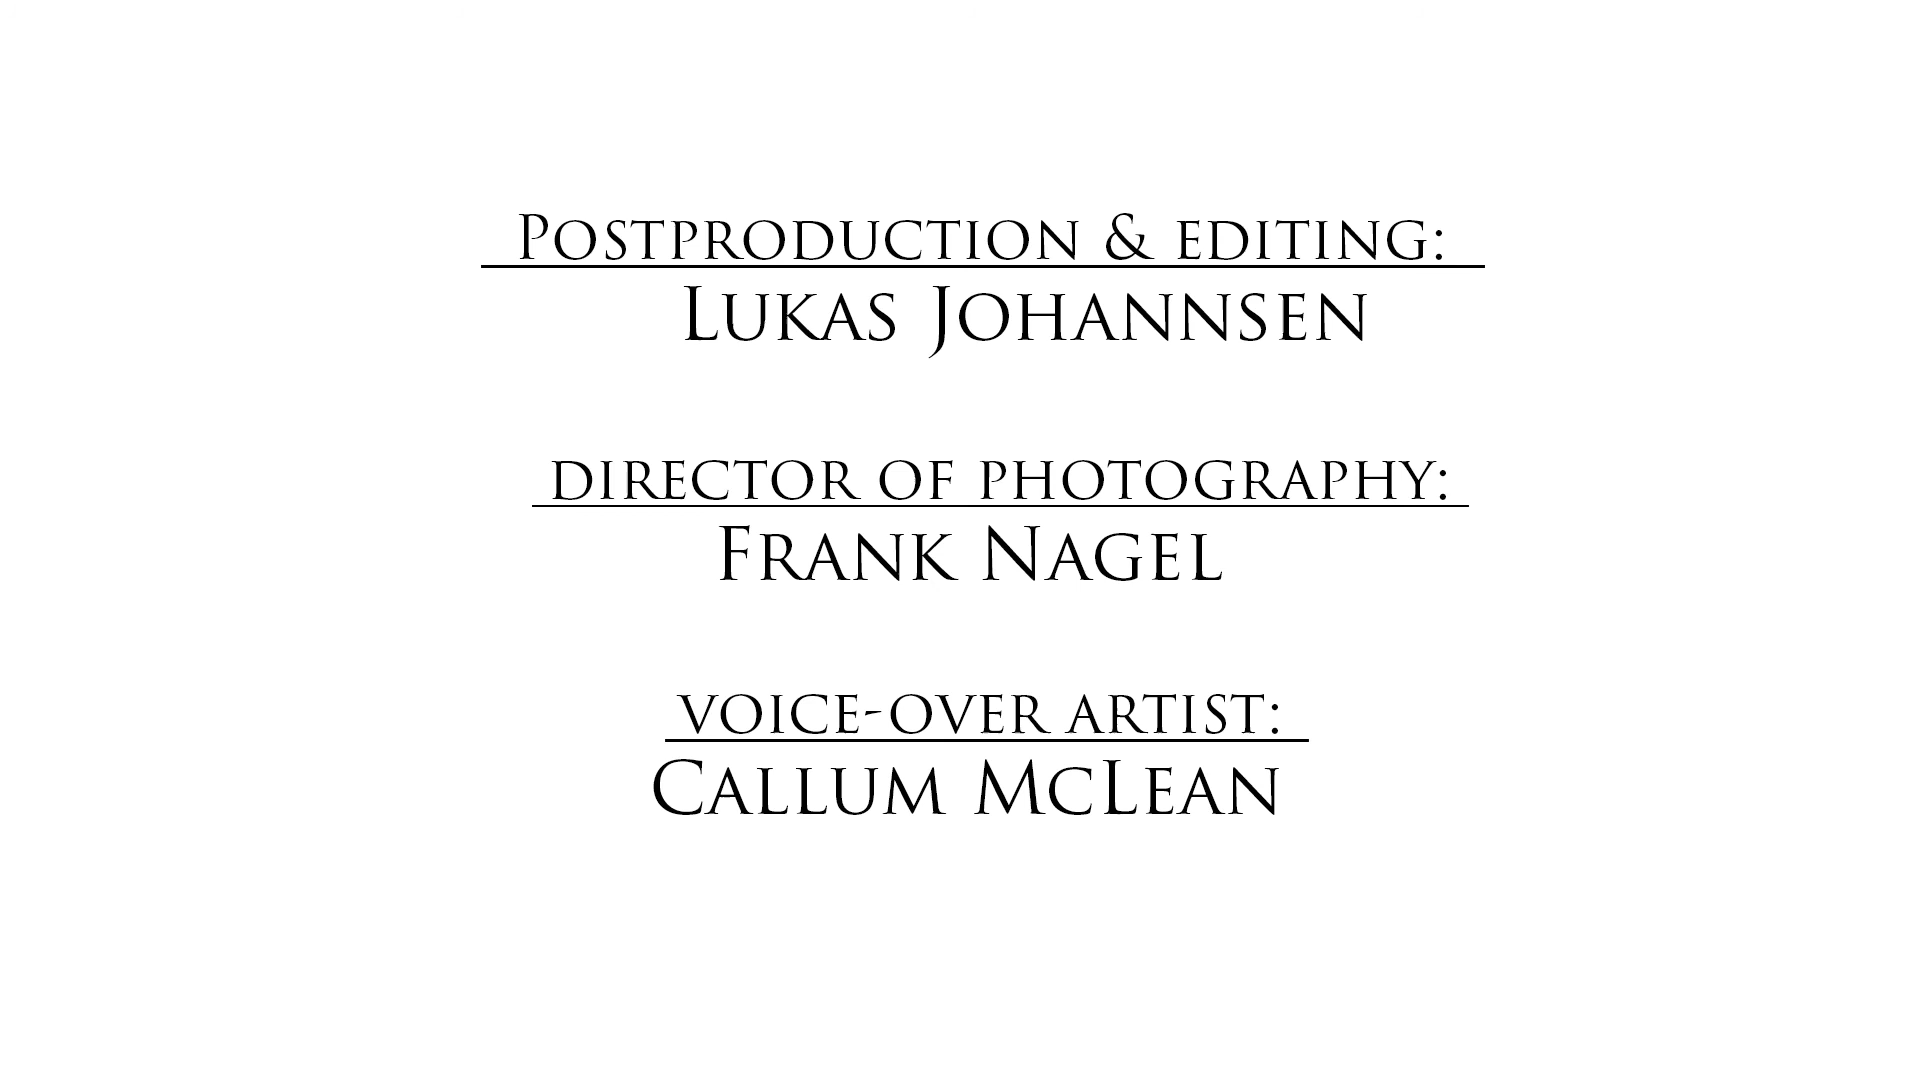 Postproduction & editing:
Lukas Johannsen
director of photography:
Frank Nagel
voice-over artist:
Callum McLean